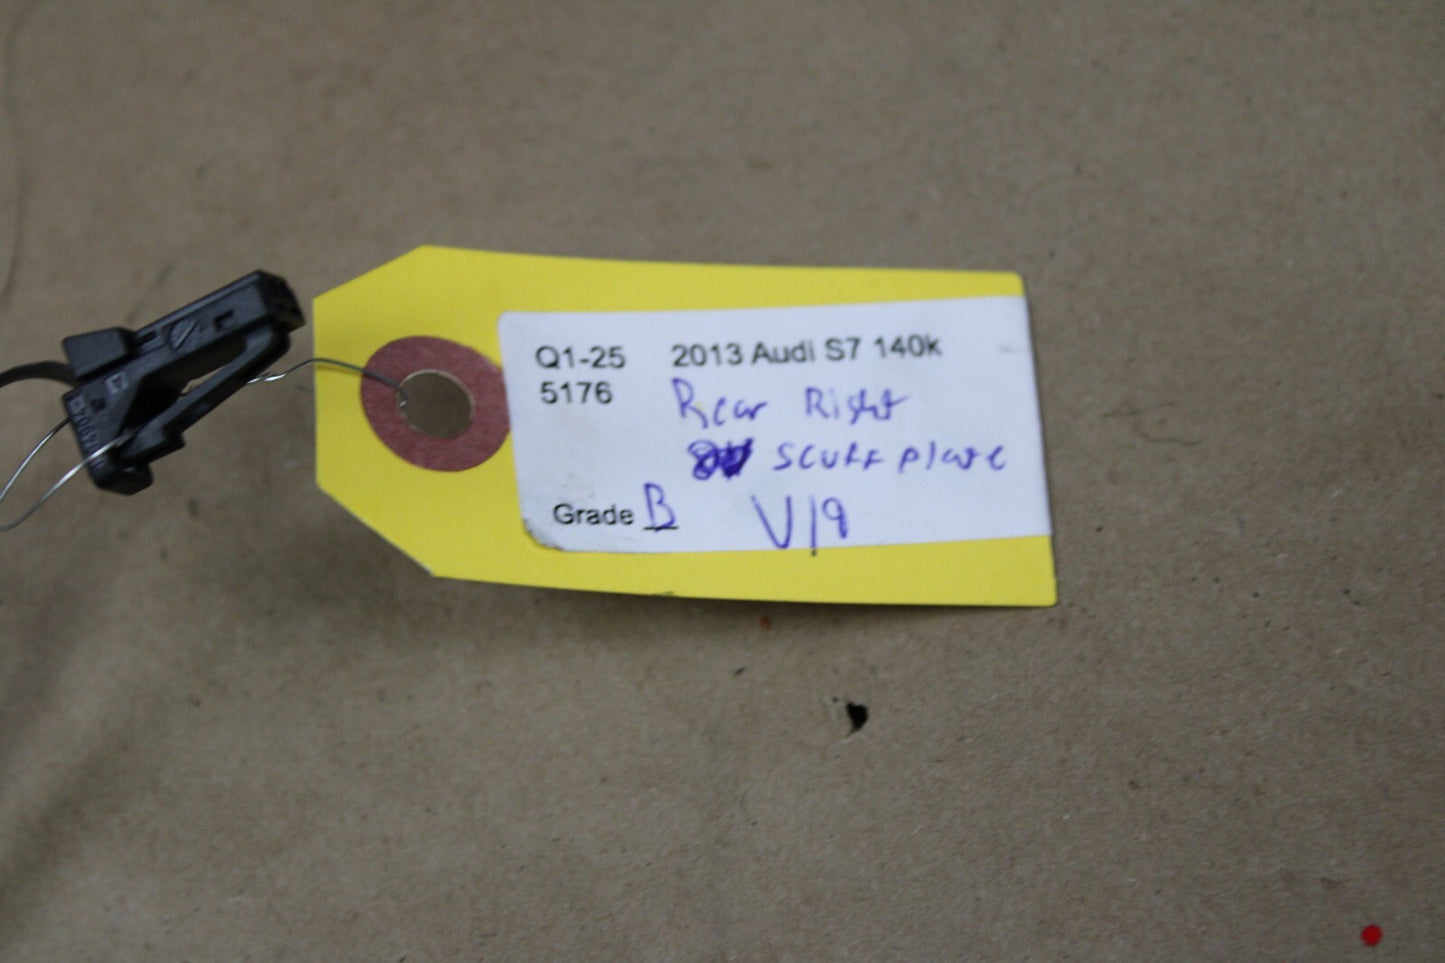 Q1-25 2013 Audi S7 140k
5176 Rear Right
scuff plate
Grade B V19